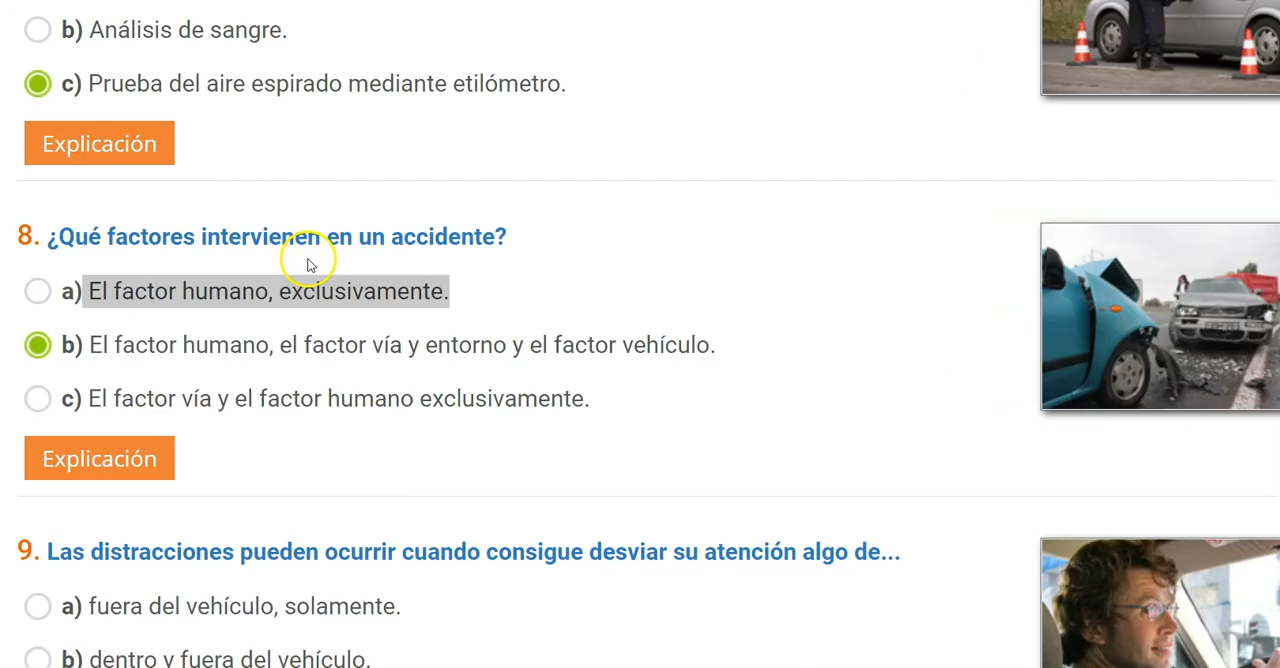 b) Análisis de sangre.
c) Prueba del aire espirado mediante etilómetro.
Explicación
8. ¿Qué factores intervienen en un accidente?
a) El factor humano, exclusivamente.
b) El factor humano, el factor vía y entorno y el factor vehículo.
c) El factor vía y el factor humano exclusivamente.
Explicación
9. Las distracciones pueden ocurrir cuando consigue desviar su atención algo de...
a) fuera del vehículo, solamente.
b) dentro y fuera del vehículo.